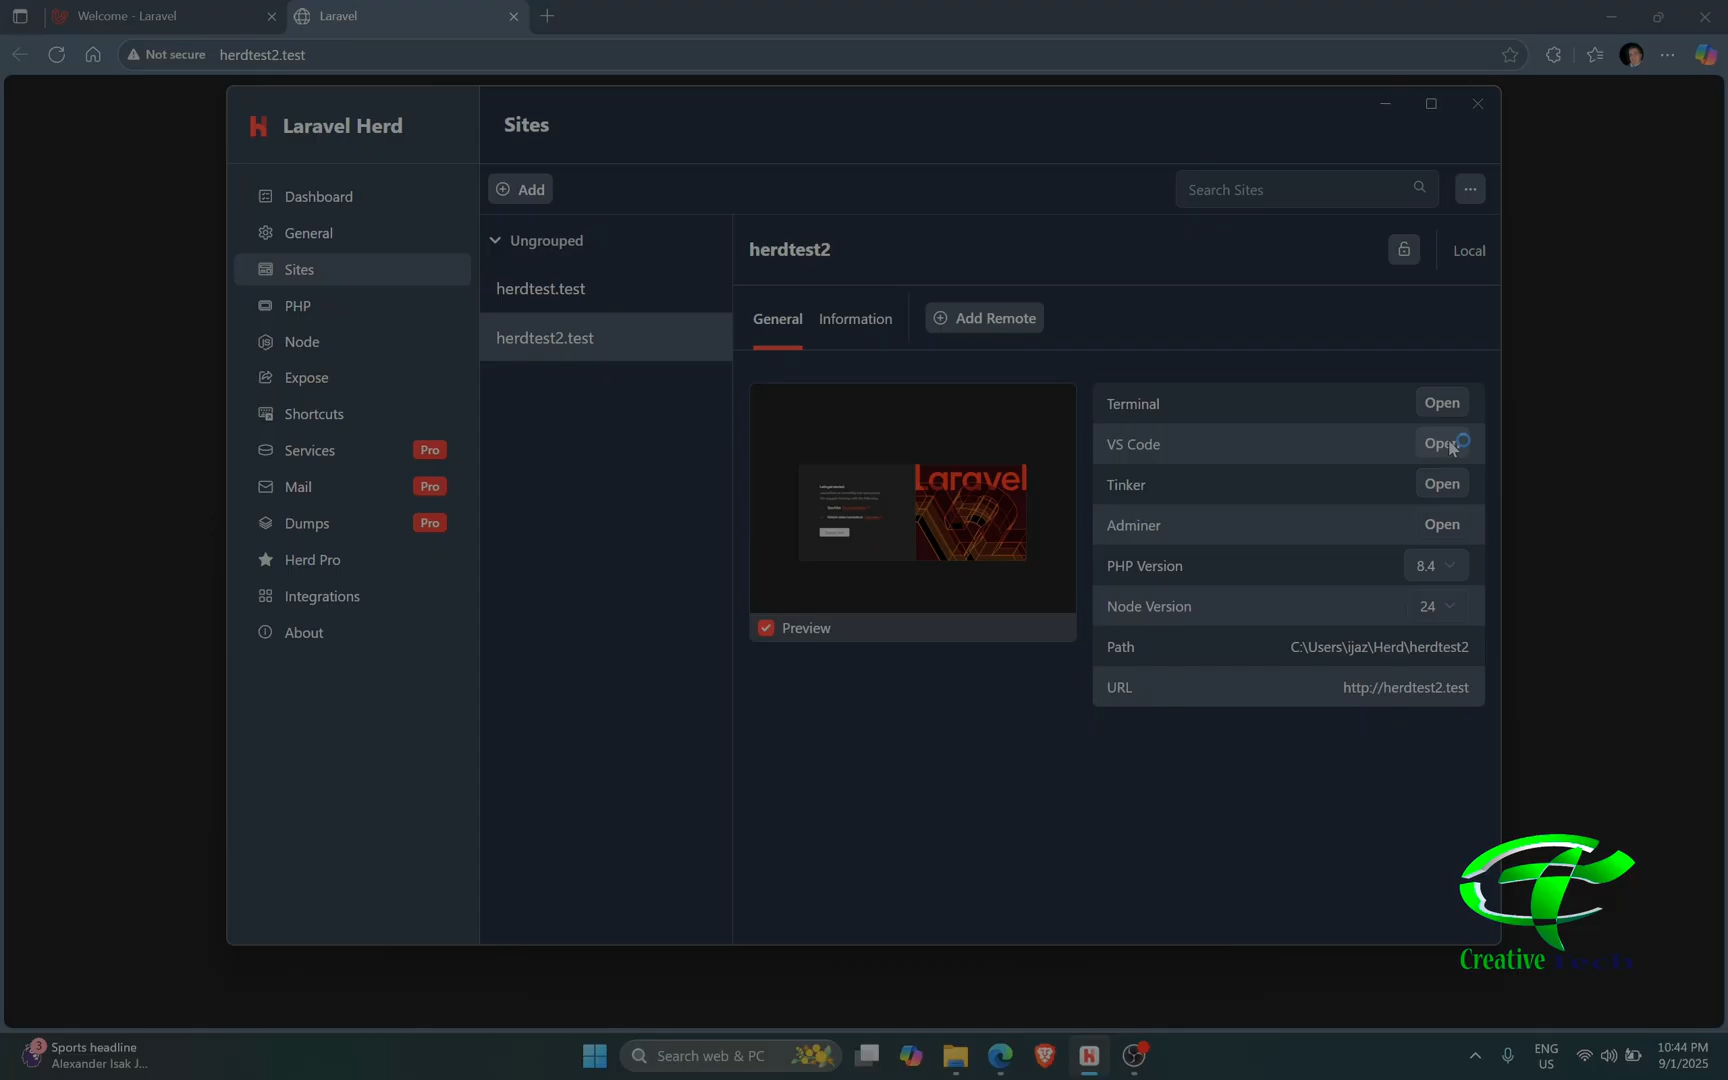 Welcome - Laravel
Laravel
Not secure
herdtest2.test
Laravel Herd
Sites
Dashboard
General
Sites
PHP
Node
Expose
Shortcuts
Services Pro
Mail Pro
Dumps Pro
Herd Pro
Integrations
About
Add
Search Sites
Ungrouped
herdtest.test
herdtest2.test
herdtest2
Local
General
Information
Add Remote
Laravel
Preview
Terminal Open
VS Code Open
Tinker Open
Adminer Open
PHP Version 8.4
Node Version 24
Path C:\Users\ijaz\Herd\herdtest2
URL http://herdtest2.test
Creative Tech
3
Sports headline
Alexander Isak J...
Search web & PC
ENG
US
10:44 PM
9/1/2025